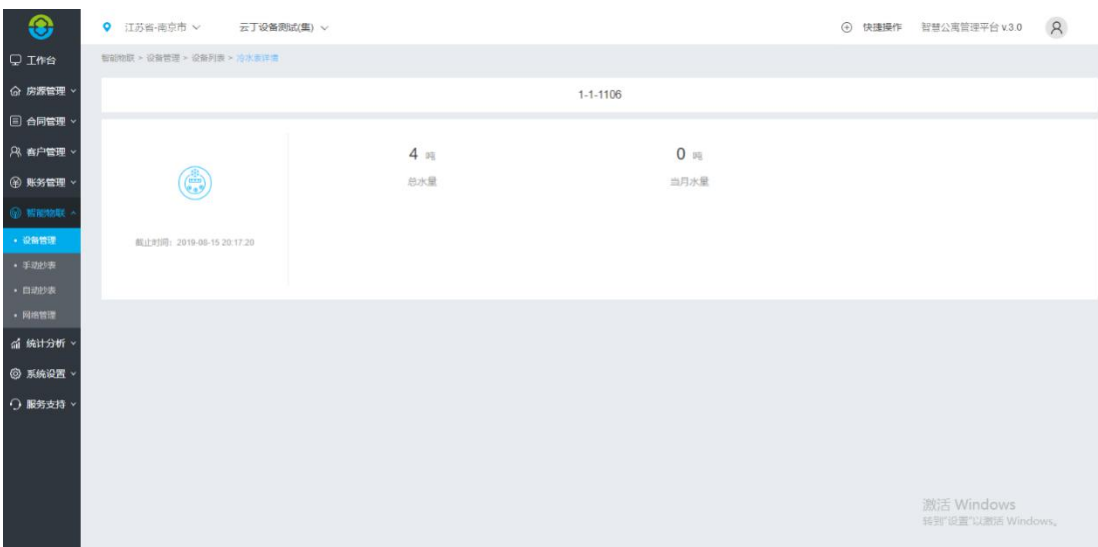 江苏省-南京市 云丁设备测试(集) 快捷操作 智慧公寓管理平台 v.3.0
工作台
智能物联 > 设备管理 > 设备列表 > 冷水表详情
房源管理
1-1-1106
合同管理
客户管理
4 吨 0 吨
账务管理
总水量 当月水量
智能物联
设备管理
截止时间: 2019-08-15 20:17:20
手动抄表
自动抄表
网络管理
统计分析
系统设置
服务支持
激活 Windows
转到"设置"以激活 Windows。